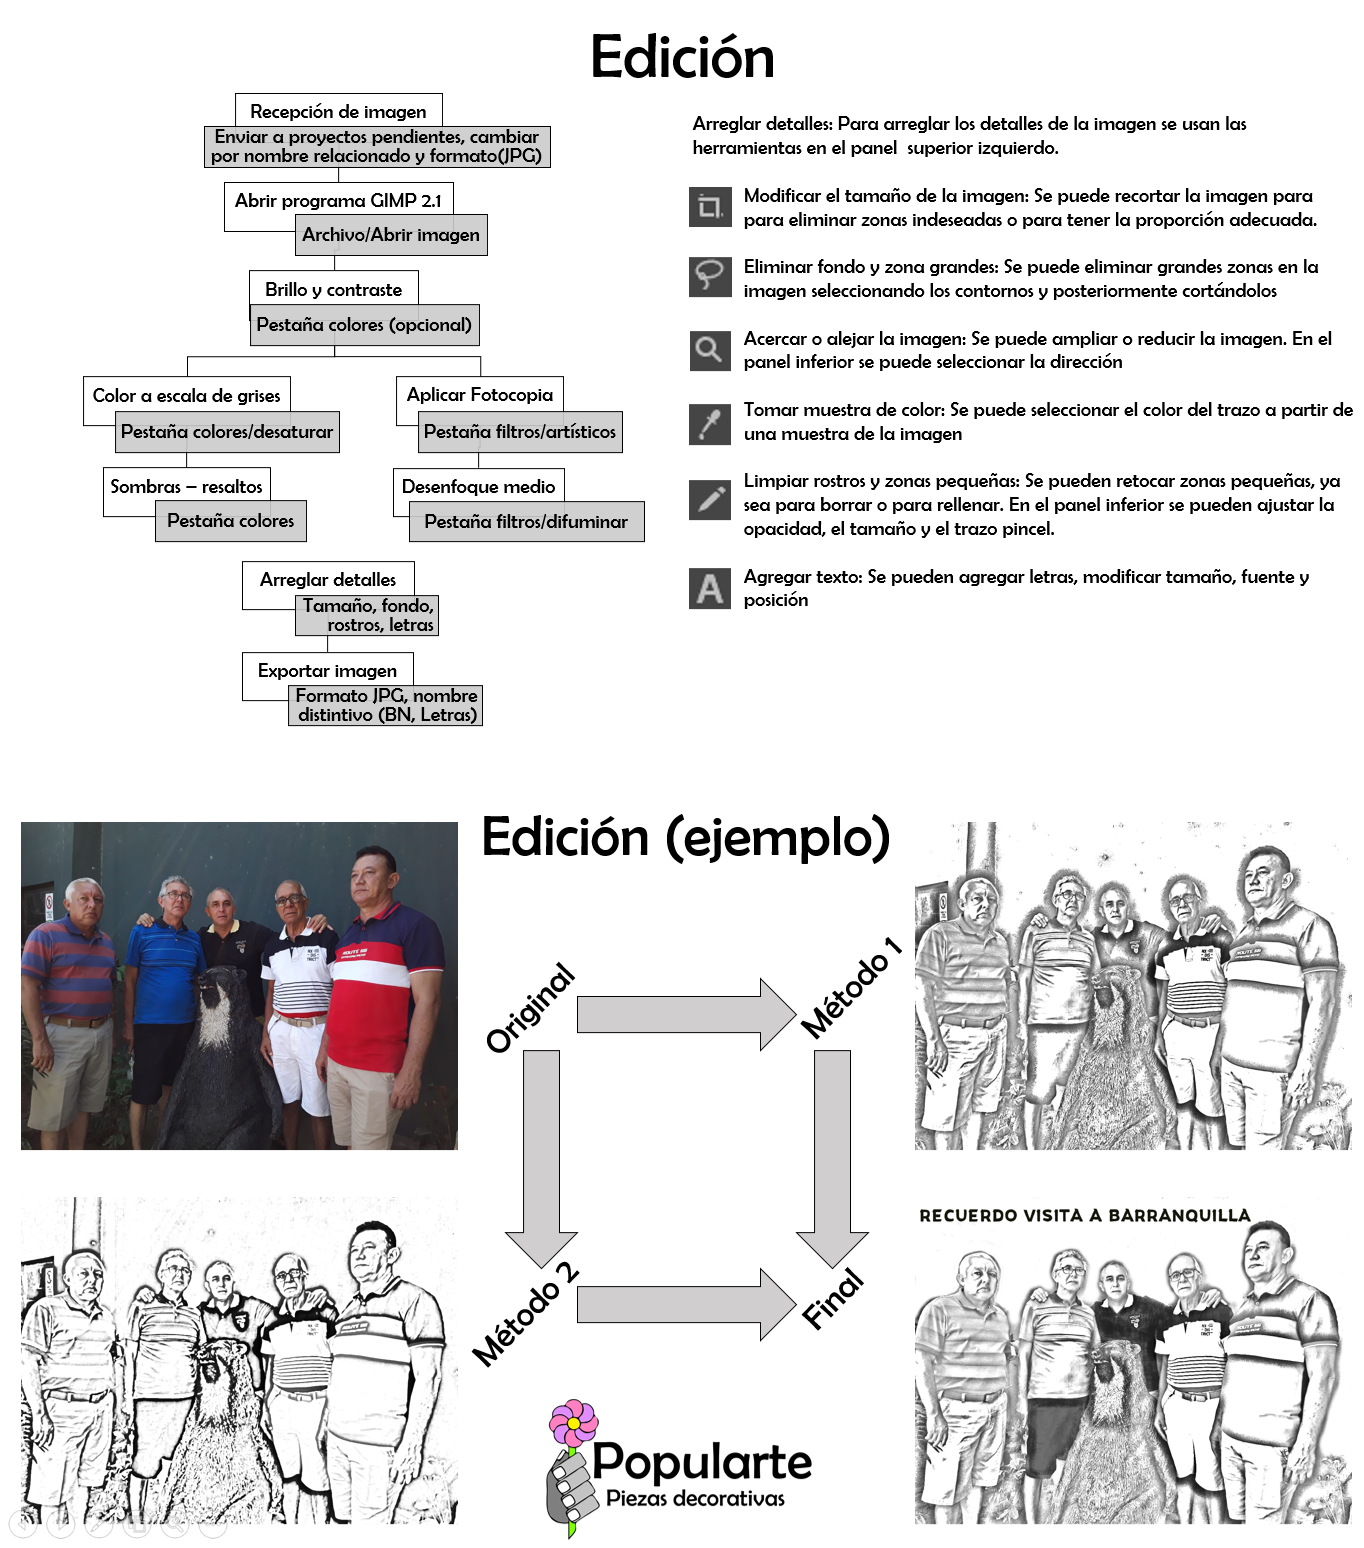 Edición
Recepción de imagen
Enviar a proyectos pendientes, cambiar
por nombre relacionado y formato(JPG)
Abrir programa GIMP 2.1
Archivo/Abrir imagen
Brillo y contraste
Pestaña colores (opcional)
Color a escala de grises
Pestaña colores/desaturar
Aplicar Fotocopia
Pestaña filtros/artísticos
Sombras – resaltos
Pestaña colores
Desenfoque medio
Pestaña filtros/difuminar
Arreglar detalles
Tamaño, fondo,
rostros, letras
Exportar imagen
Formato JPG, nombre
distintivo (BN, Letras)
Arreglar detalles: Para arreglar los detalles de la imagen se usan las
herramientas en el panel superior izquierdo.
Modificar el tamaño de la imagen: Se puede recortar la imagen para
para eliminar zonas indeseadas o para tener la proporción adecuada.
Eliminar fondo y zona grandes: Se puede eliminar grandes zonas en la
imagen seleccionando los contornos y posteriormente cortándolos
Acercar o alejar la imagen: Se puede ampliar o reducir la imagen. En el
panel inferior se puede seleccionar la dirección
Tomar muestra de color: Se puede seleccionar el color del trazo a partir de
una muestra de la imagen
Limpiar rostros y zonas pequeñas: Se pueden retocar zonas pequeñas, ya
sea para borrar o para rellenar. En el panel inferior se pueden ajustar la
opacidad, el tamaño y el trazo pincel.
A
Agregar texto: Se pueden agregar letras, modificar tamaño, fuente y
posición
Edición (ejemplo)
Original
Método 1
Método 2
Final
RECUERDO VISITA A BARRANQUILLA
Popularte
Piezas decorativas